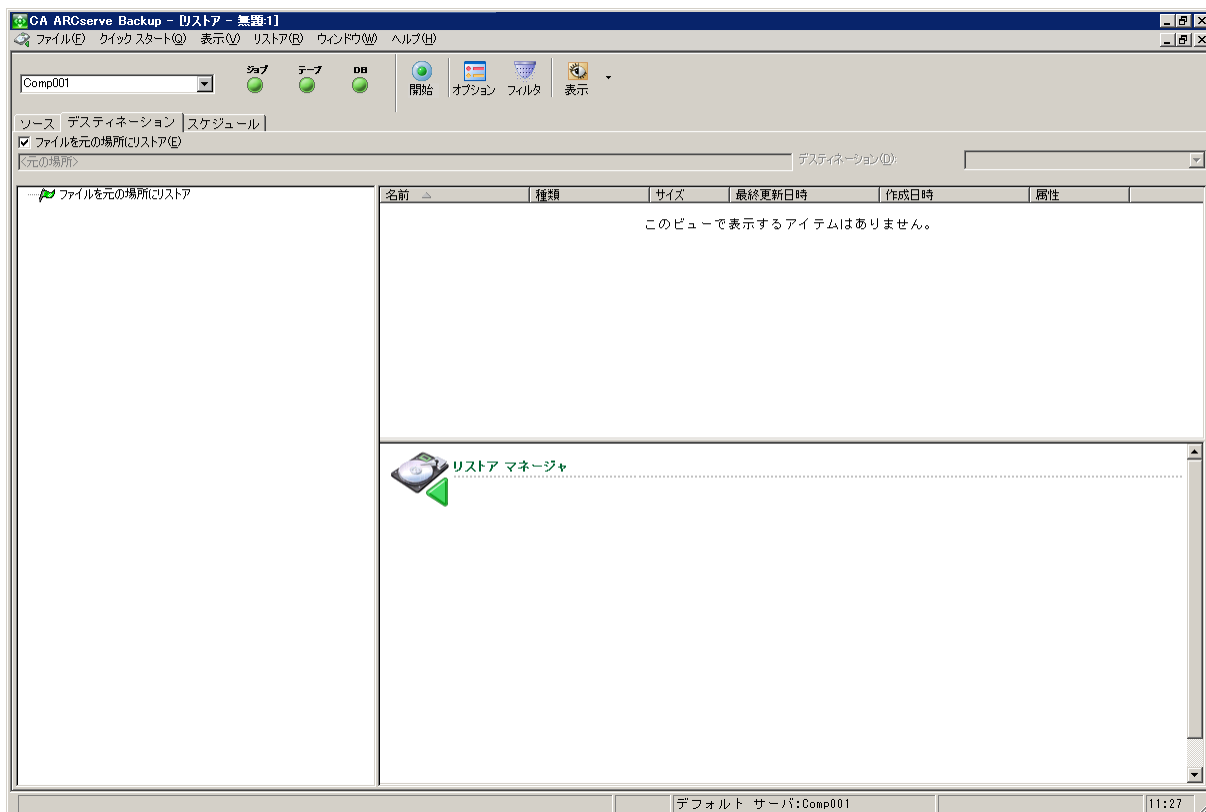 CA ARCserve Backup - [リストア - 無題:1]
ファイル(F) クイック スタート(Q) 表示(V) リストア(R) ウィンドウ(W) ヘルプ(H)
Comp001 ジョブ テープ DB 開始 オプション フィルタ 表示
ソース デスティネーション スケジュール
ファイルを元の場所にリストア(E)
<元の場所> デスティネーション(D):
ファイルを元の場所にリストア
名前 種類 サイズ 最終更新日時 作成日時 属性
このビューで表示するアイテムはありません。
リストア マネージャ
デフォルト サーバ:Comp001 11:27